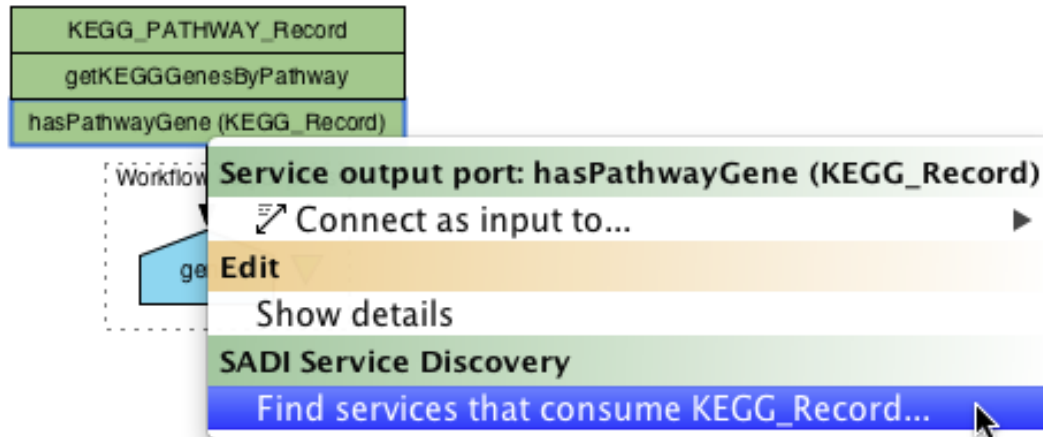 KEGG_PATHWAY_Record
getKEGGGenesByPathway
hasPathwayGene (KEGG_Record)
Workflow
Service output port: hasPathwayGene (KEGG_Record)
Connect as input to...
ge
Edit
Show details
SADI Service Discovery
Find services that consume KEGG_Record...